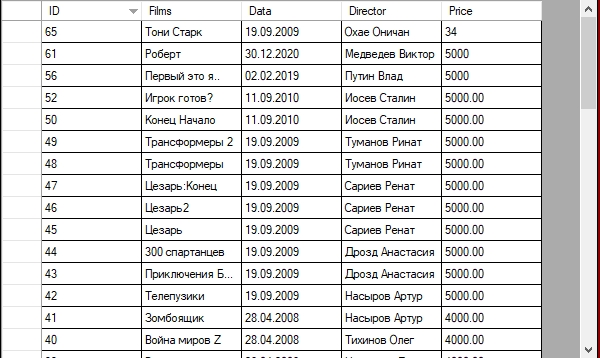 ID Films Data Director Price
65 Тони Старк 19.09.2009 Охае Оничан 34
61 Роберт 30.12.2020 Медведев Виктор 5000
56 Первый это я.. 02.02.2019 Путин Влад 5000
52 Игрок готов? 11.09.2010 Иосев Сталин 5000.00
50 Конец Начало 11.09.2010 Иосев Сталин 5000.00
49 Трансформеры 2 19.09.2009 Туманов Ринат 5000.00
48 Трансформеры 19.09.2009 Туманов Ринат 5000.00
47 Цезарь:Конец 19.09.2009 Сариев Ренат 5000.00
46 Цезарь2 19.09.2009 Сариев Ренат 5000.00
45 Цезарь 19.09.2009 Сариев Ренат 5000.00
44 300 спартанцев 19.09.2009 Дрозд Анастасия 5000.00
43 Приключения Б... 19.09.2009 Дрозд Анастасия 5000.00
42 Телепузики 19.09.2009 Насыров Артур 5000.00
41 Зомбоящик 28.04.2008 Насыров Артур 4000.00
40 Война миров Z 28.04.2008 Тихинов Олег 4000.00